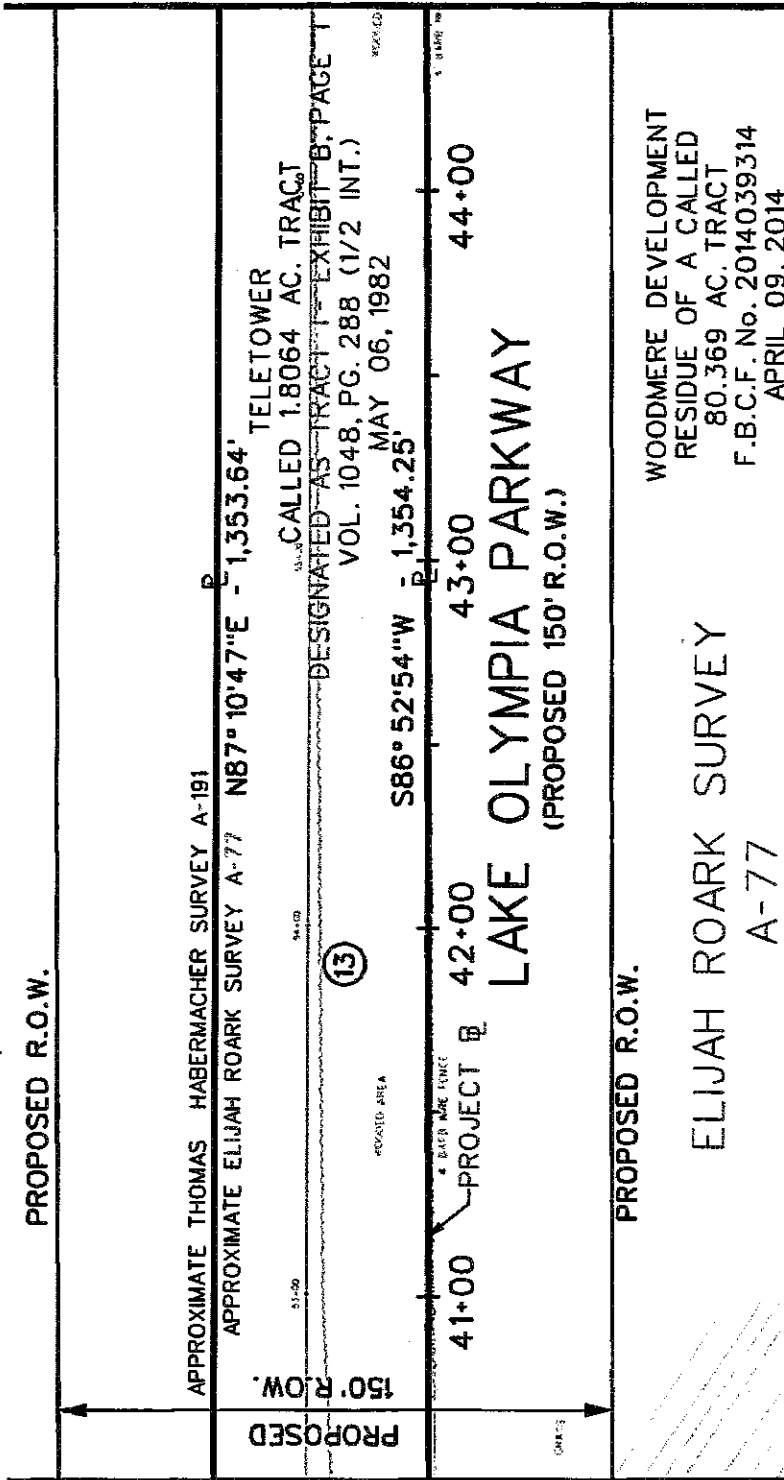 PROPOSED R.O.W.
APPROXIMATE THOMAS HABERMACHER SURVEY A-191
APPROXIMATE ELIJAH ROARK SURVEY A-77
N87°10'47"E - 1,353.64'
TELETOWER
CALLED 1.8064 AC. TRACT
DESIGNATED AS TRACT 1 - EXHIBIT B, PAGE 1
VOL. 1048, PG. 288 (1/2 INT.)
MAY 06, 1982
S86°52'54"W - 1,354.25'
13
PROPOSED
150' R.O.W.
41+00
42+00
43+00
44+00
PROJECT BL
LAKE OLYMPIA PARKWAY
(PROPOSED 150' R.O.W.)
PROPOSED R.O.W.
ELIJAH ROARK SURVEY
A-77
WOODMERE DEVELOPMENT
RESIDUE OF A CALLED
80.369 AC. TRACT
F.B.C.F. No. 2014039314
APRIL 09, 2014